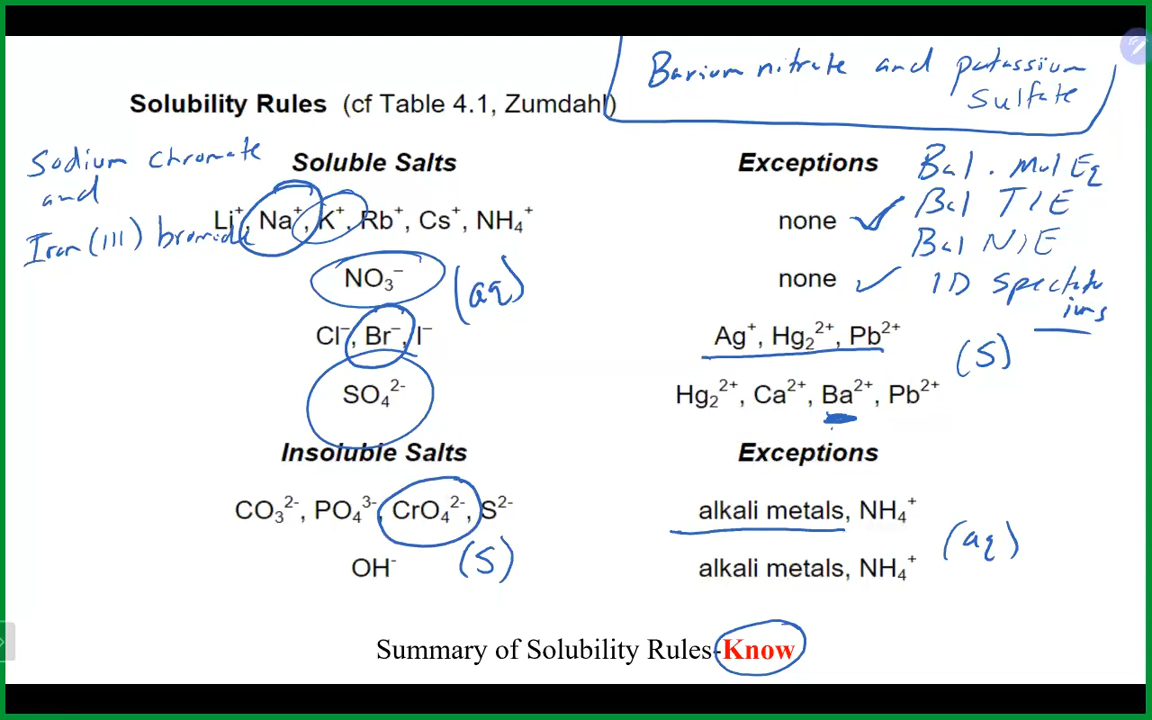 Barium nitrate and potassium
sulfate
Solubility Rules (cf Table 4.1, Zumdahl)
Sodium chromate
and
Iron (III) bromide
Soluble Salts
Exceptions
Bal. Mol Eq
Bal TIE
Bal NIE
ID spectator
ions
Li⁺, Na⁺, K⁺, Rb⁺, Cs⁺, NH₄⁺
none
NO₃⁻ (aq)
none
Cl⁻, Br⁻, I⁻
Ag⁺, Hg₂²⁺, Pb²⁺
(s)
SO₄²⁻
Hg₂²⁺, Ca²⁺, Ba²⁺, Pb²⁺
Insoluble Salts
Exceptions
CO₃²⁻, PO₄³⁻, CrO₄²⁻, S²⁻
alkali metals, NH₄⁺
(s)
(aq)
OH⁻
alkali metals, NH₄⁺
Summary of Solubility Rules-Know